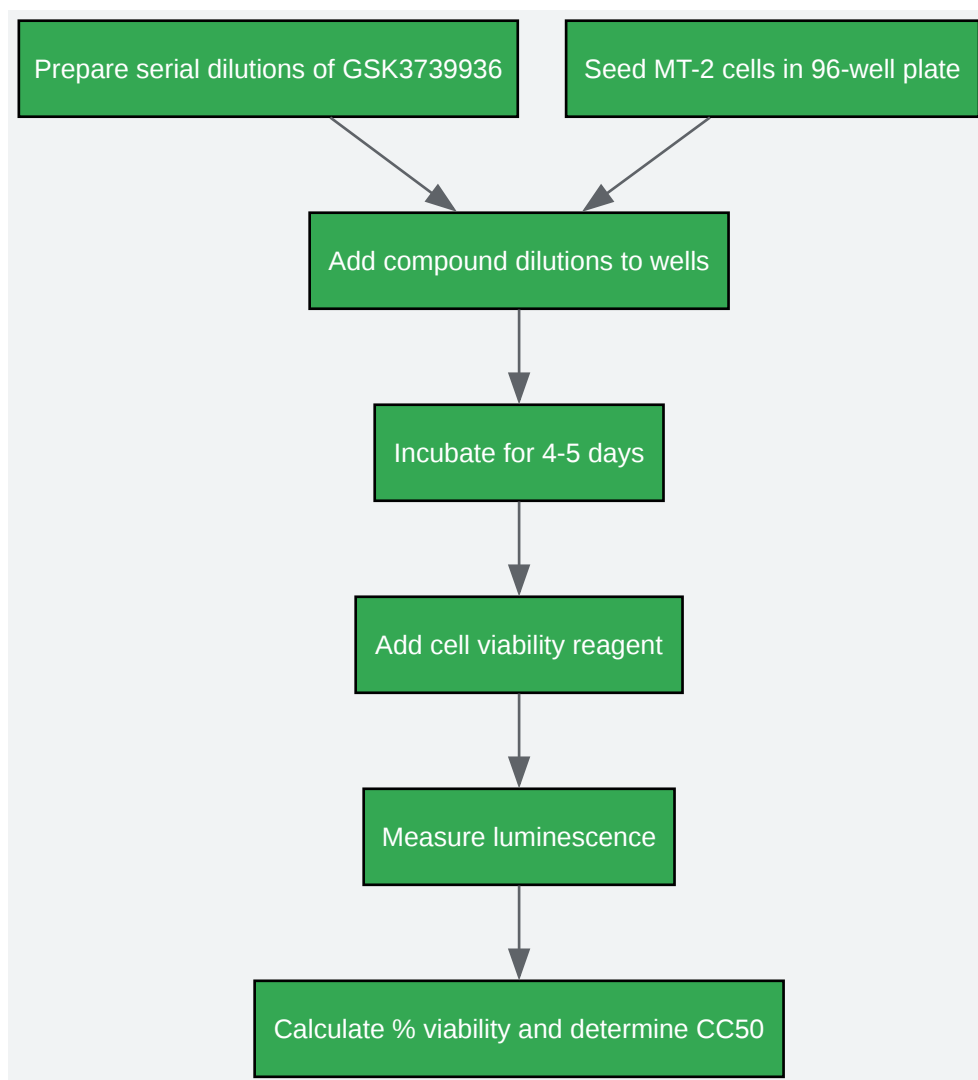 Prepare serial dilutions of GSK3739936
Seed MT-2 cells in 96-well plate
Add compound dilutions to wells
Incubate for 4-5 days
Add cell viability reagent
Measure luminescence
Calculate % viability and determine CC50